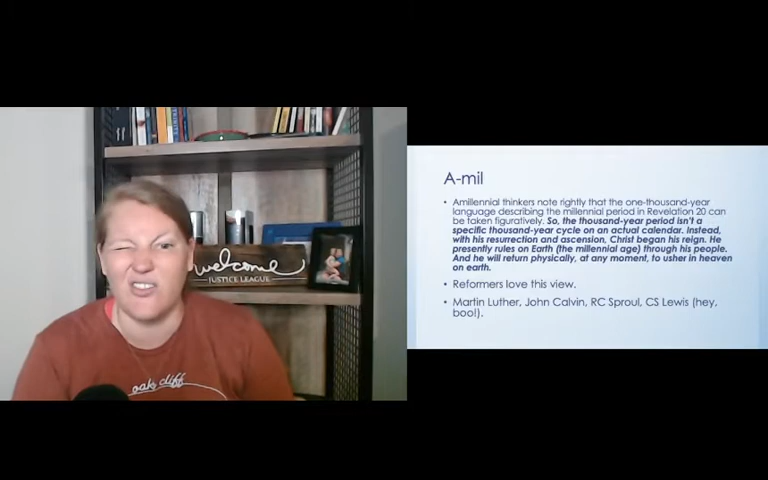 welcome
JUSTICE LEAGUE
oak cliff
A-mil
• Amillennial thinkers note rightly that the one-thousand-year
language describing the millennial period in Revelation 20 can
be taken figuratively. So, the thousand-year period isn't a
specific thousand-year cycle on an actual calendar. Instead,
with his resurrection and ascension, Christ began his reign. He
presently rules on Earth (the millennial age) through his people.
And he will return physically, at any moment, to usher in heaven
on earth.
• Reformers love this view.
• Martin Luther, John Calvin, RC Sproul, CS Lewis (hey,
boo!).